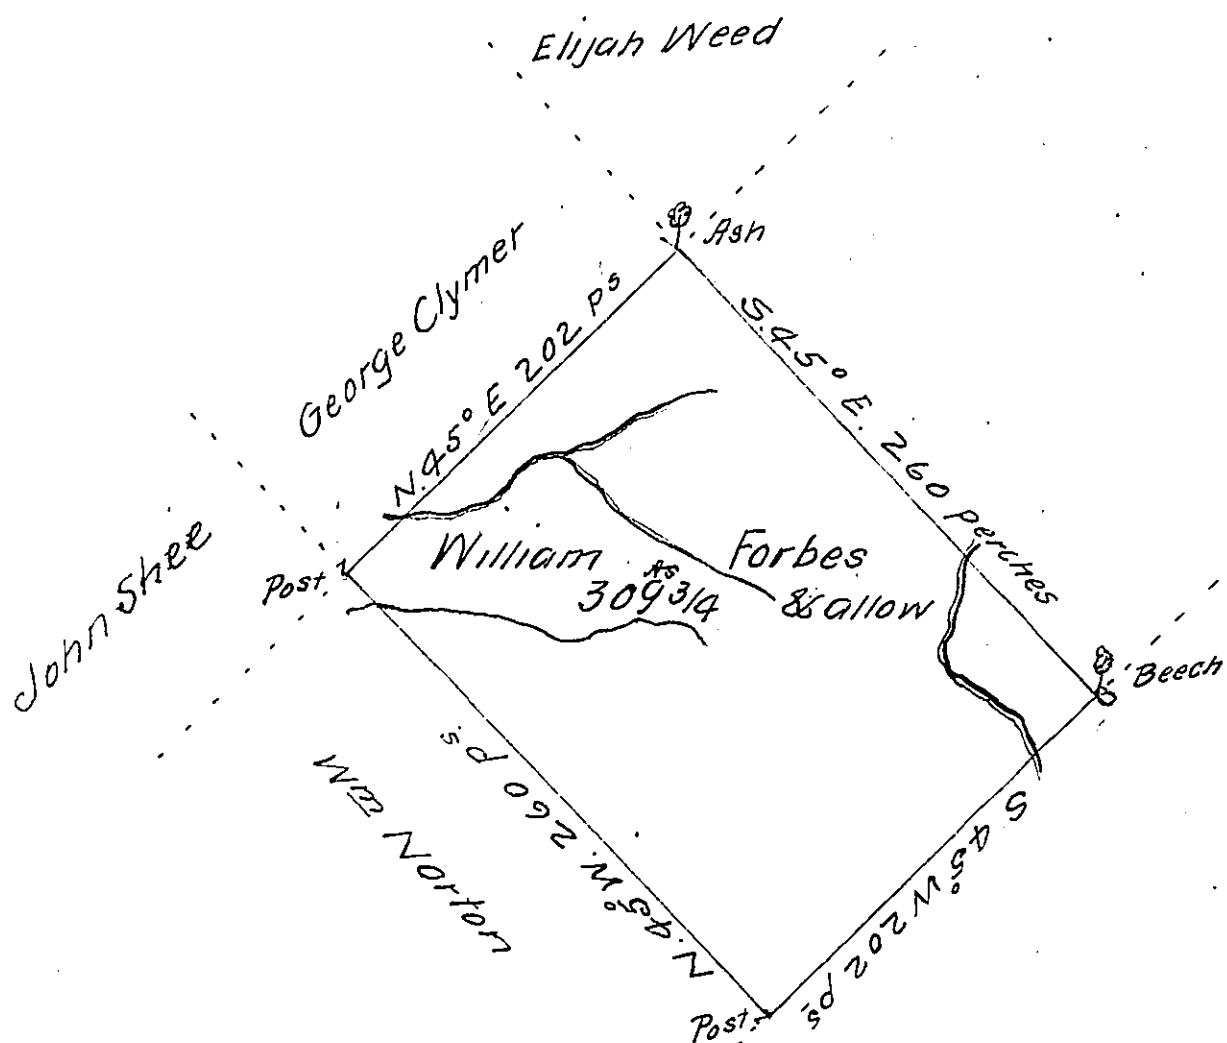 Elijah Weed
George Clymer
Ash
N. 45° E 202 ps
S. 45° E. 260 perches
John Shee
Post.
William Forbes
309 As 3/4 & allow
Beech
Wm Norton
N. 45° W. 260 ps.
S 45° W 202 ps
Post.